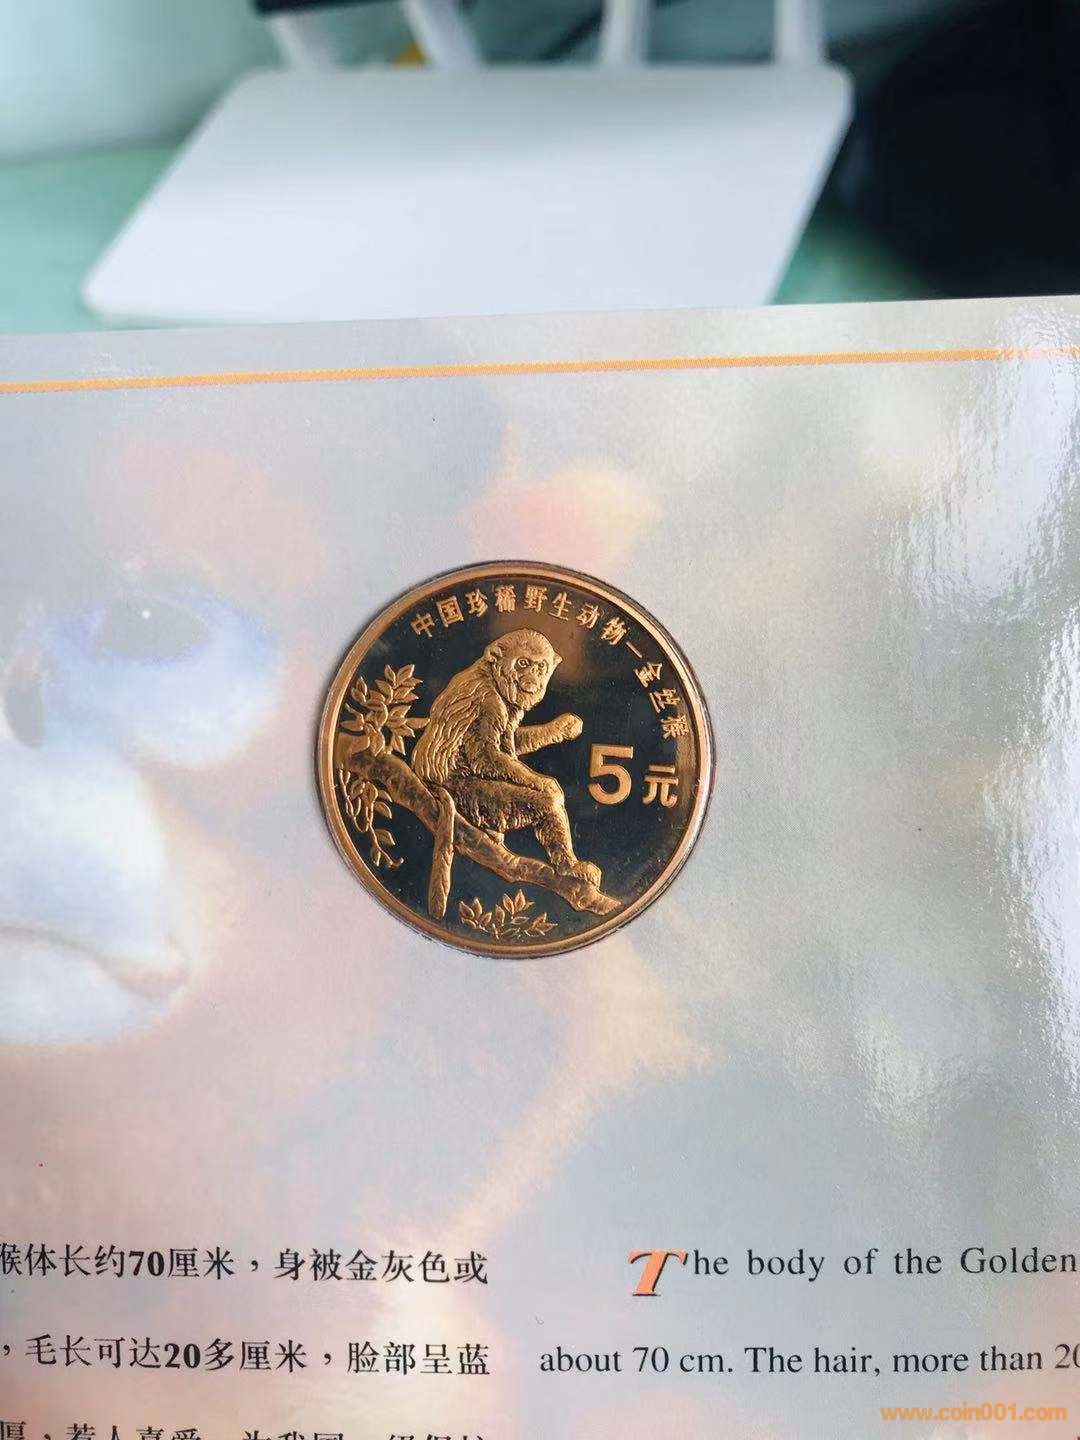 中国珍稀野生动物－金丝猴
5元
猴体长约70厘米，身被金灰色或
，毛长可达20多厘米，脸部呈蓝
The body of the Golden
about 70 cm. The hair, more than 20
www.coin001.com